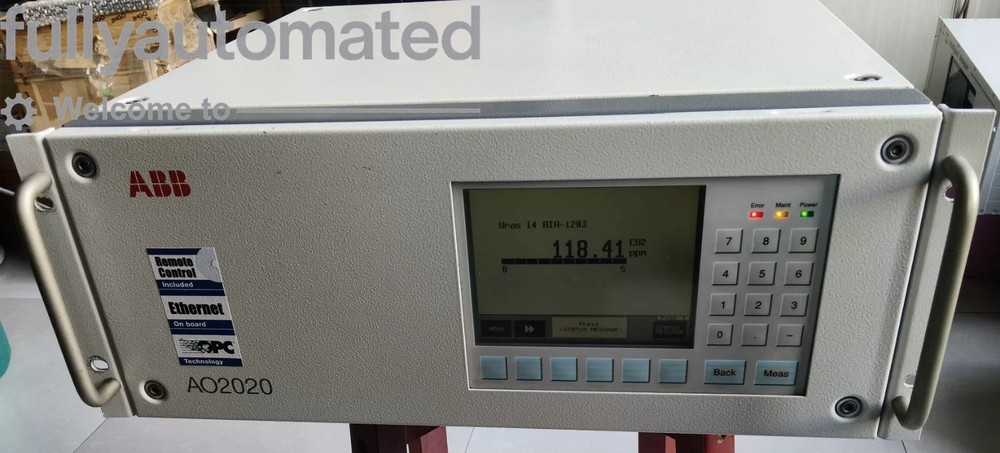 fullyautomated
Welcome to
ABB
Remote
Control
Included
Ethernet
On board
OPC
Technology
AO2020
Uras 14 AIA-1203
118.41 CO2
ppm
0 5
MENU
Press
<STATUS MESSAGE>
Error Maint Power
7 8 9
4 5 6
1 2 3
0 . -
Back Meas